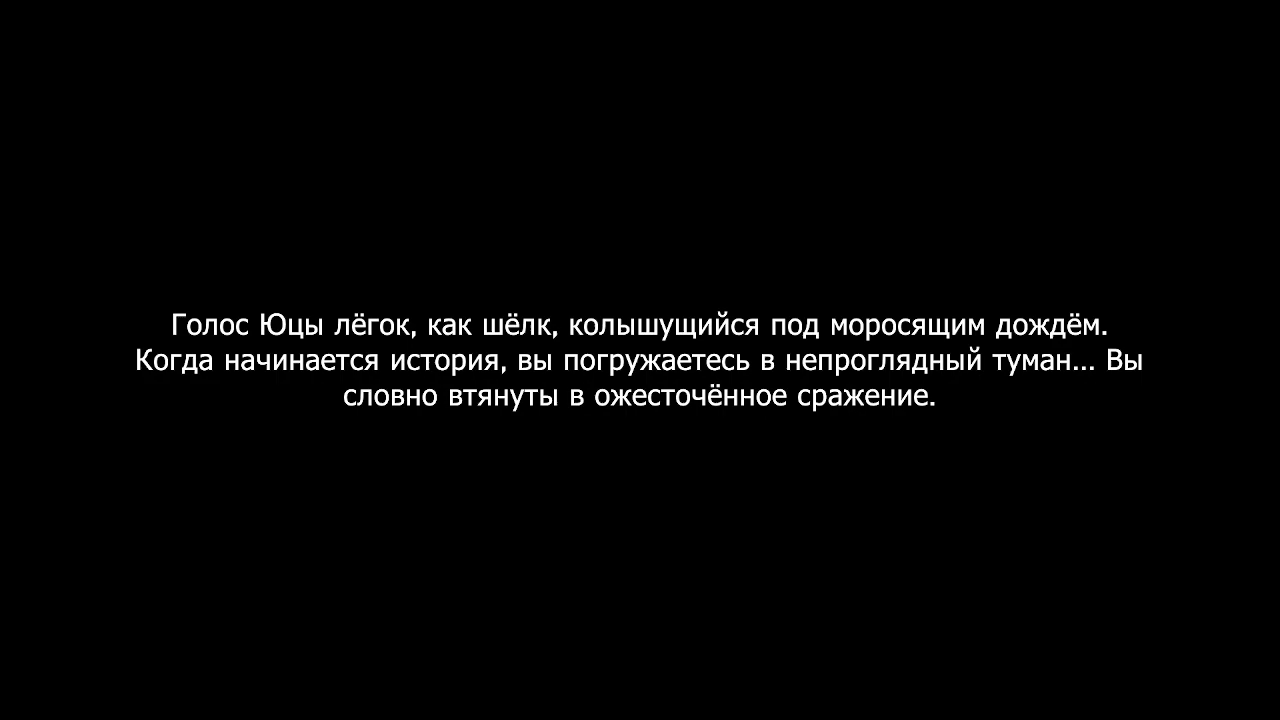 Голос Юцы лёгок, как шёлк, колышущийся под моросящим дождём.
Когда начинается история, вы погружаетесь в непроглядный туман... Вы
словно втянуты в ожесточённое сражение.